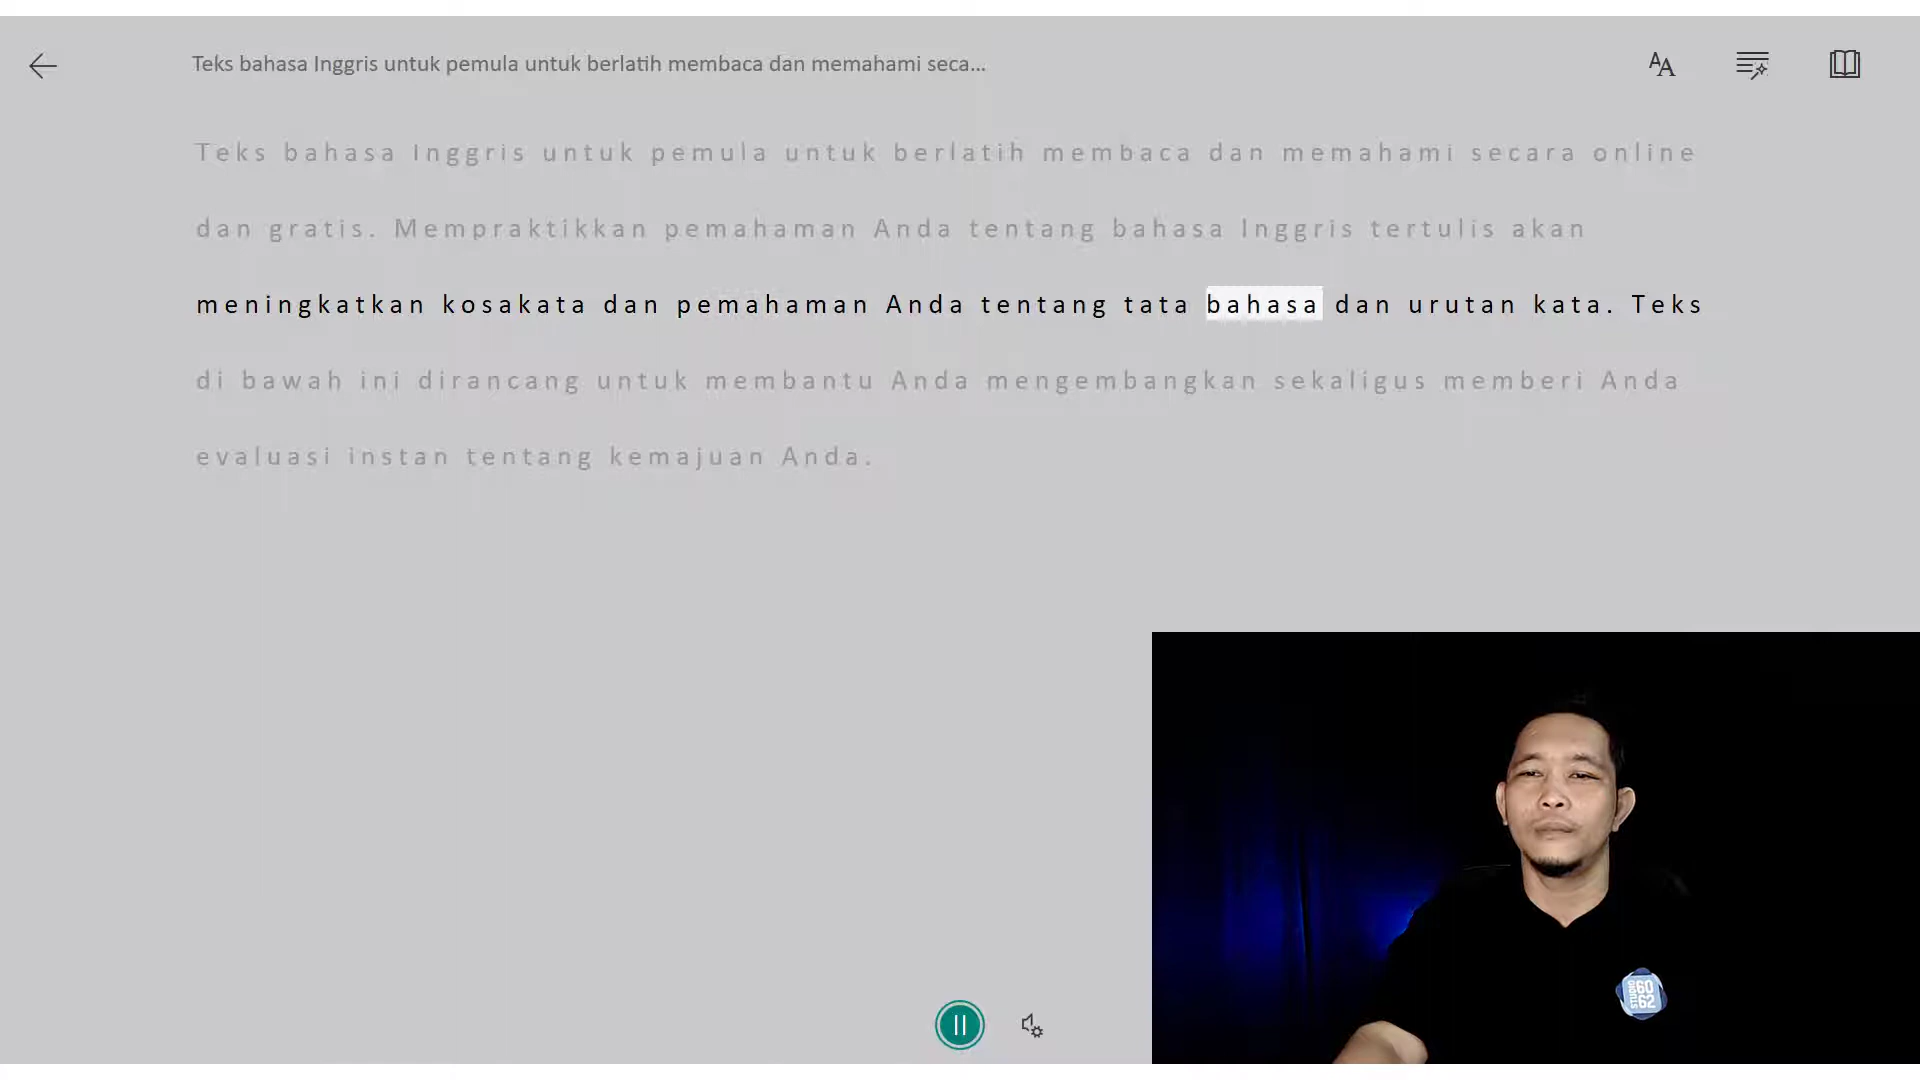 Teks bahasa Inggris untuk pemula untuk berlatih membaca dan memahami seca...
Teks bahasa Inggris untuk pemula untuk berlatih membaca dan memahami secara online
dan gratis. Mempraktikkan pemahaman Anda tentang bahasa Inggris tertulis akan
meningkatkan kosakata dan pemahaman Anda tentang tata bahasa dan urutan kata. Teks
di bawah ini dirancang untuk membantu Anda mengembangkan sekaligus memberi Anda
evaluasi instan tentang kemajuan Anda.
STUDIO 60 62